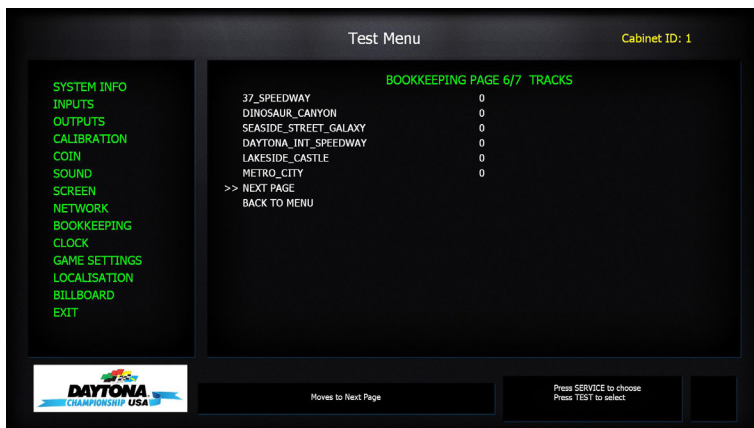 Test Menu
Cabinet ID: 1
SYSTEM INFO
INPUTS
OUTPUTS
CALIBRATION
COIN
SOUND
SCREEN
NETWORK
BOOKKEEPING
CLOCK
GAME SETTINGS
LOCALISATION
BILLBOARD
EXIT
BOOKKEEPING PAGE 6/7 TRACKS
37_SPEEDWAY 0
DINOSAUR_CANYON 0
SEASIDE_STREET_GALAXY 0
DAYTONA_INT_SPEEDWAY 0
LAKESIDE_CASTLE 0
METRO_CITY 0
>> NEXT PAGE
BACK TO MENU
DAYTONA
CHAMPIONSHIP USA
Moves to Next Page
Press SERVICE to choose
Press TEST to select